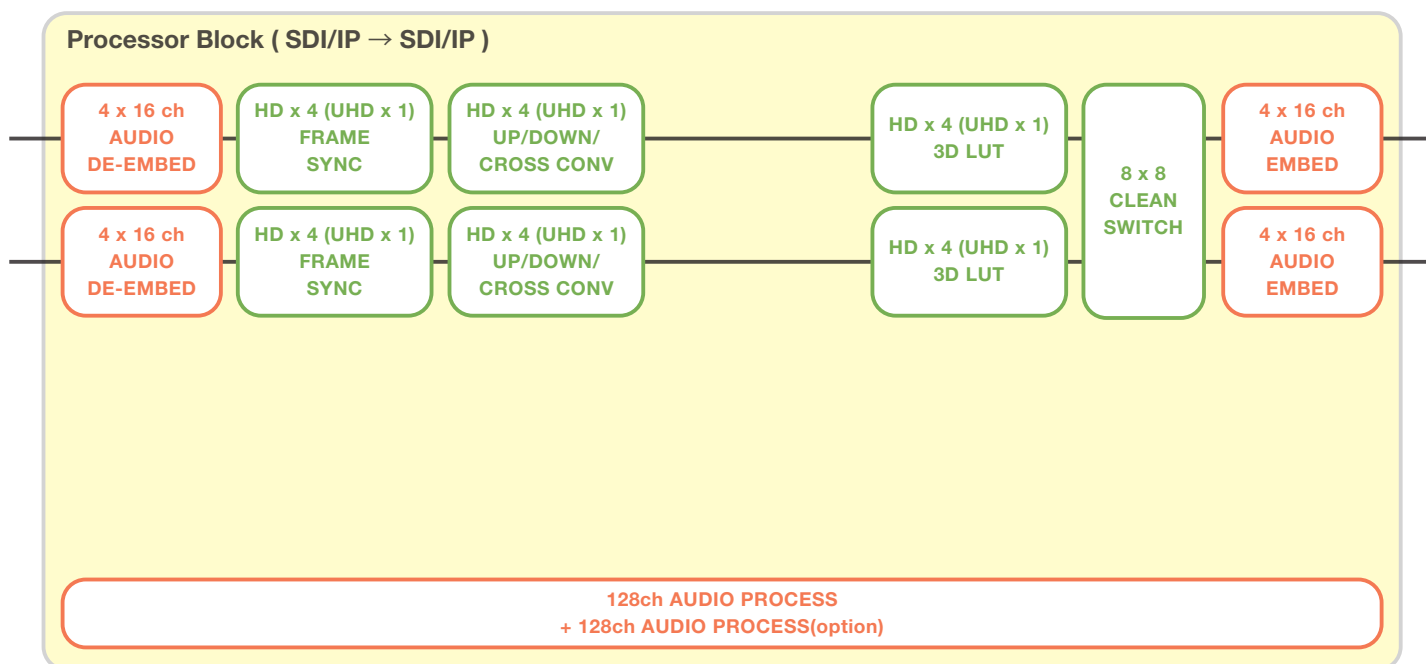 Processor Block ( SDI/IP → SDI/IP )
4 x 16 ch
AUDIO
DE-EMBED
HD x 4 (UHD x 1)
FRAME
SYNC
HD x 4 (UHD x 1)
UP/DOWN/
CROSS CONV
HD x 4 (UHD x 1)
3D LUT
8 x 8
CLEAN
SWITCH
4 x 16 ch
AUDIO
EMBED
4 x 16 ch
AUDIO
DE-EMBED
HD x 4 (UHD x 1)
FRAME
SYNC
HD x 4 (UHD x 1)
UP/DOWN/
CROSS CONV
HD x 4 (UHD x 1)
3D LUT
4 x 16 ch
AUDIO
EMBED
128ch AUDIO PROCESS
+ 128ch AUDIO PROCESS(option)